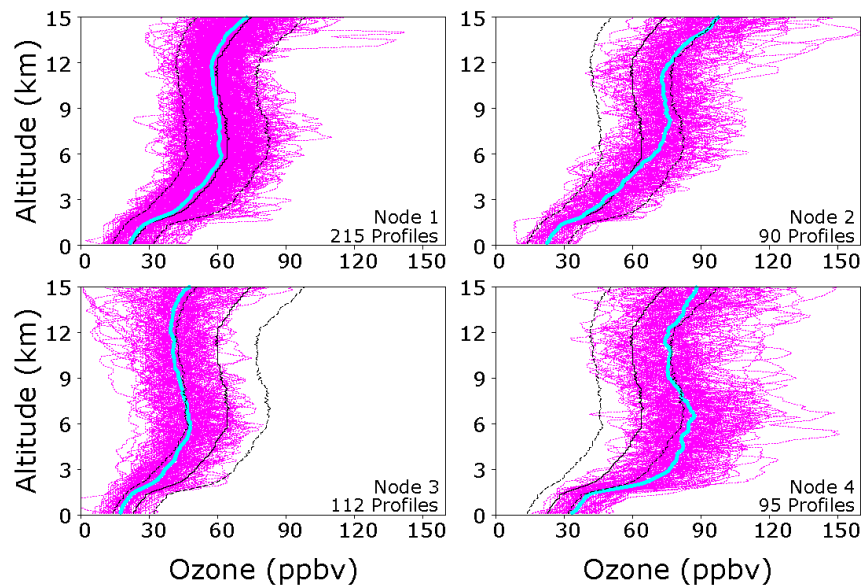 15
12
9
6
3
0
Altitude (km)
Node 1
215 Profiles
0 30 60 90 120 150
15
12
9
6
3
0
Node 2
90 Profiles
0 30 60 90 120 150
15
12
9
6
3
0
Altitude (km)
Node 3
112 Profiles
0 30 60 90 120 150
Ozone (ppbv)
15
12
9
6
3
0
Node 4
95 Profiles
0 30 60 90 120 150
Ozone (ppbv)